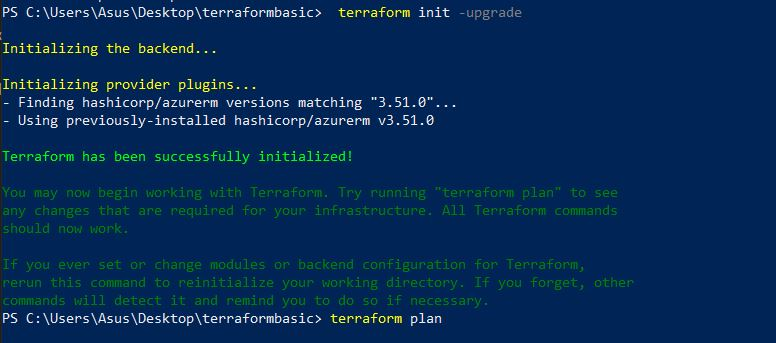 PS C:\Users\Asus\Desktop\terraformbasic>  terraform init -upgrade
Initializing the backend...
Initializing provider plugins...
- Finding hashicorp/azurerm versions matching "3.51.0"...
- Using previously-installed hashicorp/azurerm v3.51.0
Terraform has been successfully initialized!
You may now begin working with Terraform. Try running "terraform plan" to see
any changes that are required for your infrastructure. All Terraform commands
should now work.
If you ever set or change modules or backend configuration for Terraform,
rerun this command to reinitialize your working directory. If you forget, other
commands will detect it and remind you to do so if necessary.
PS C:\Users\Asus\Desktop\terraformbasic> terraform plan